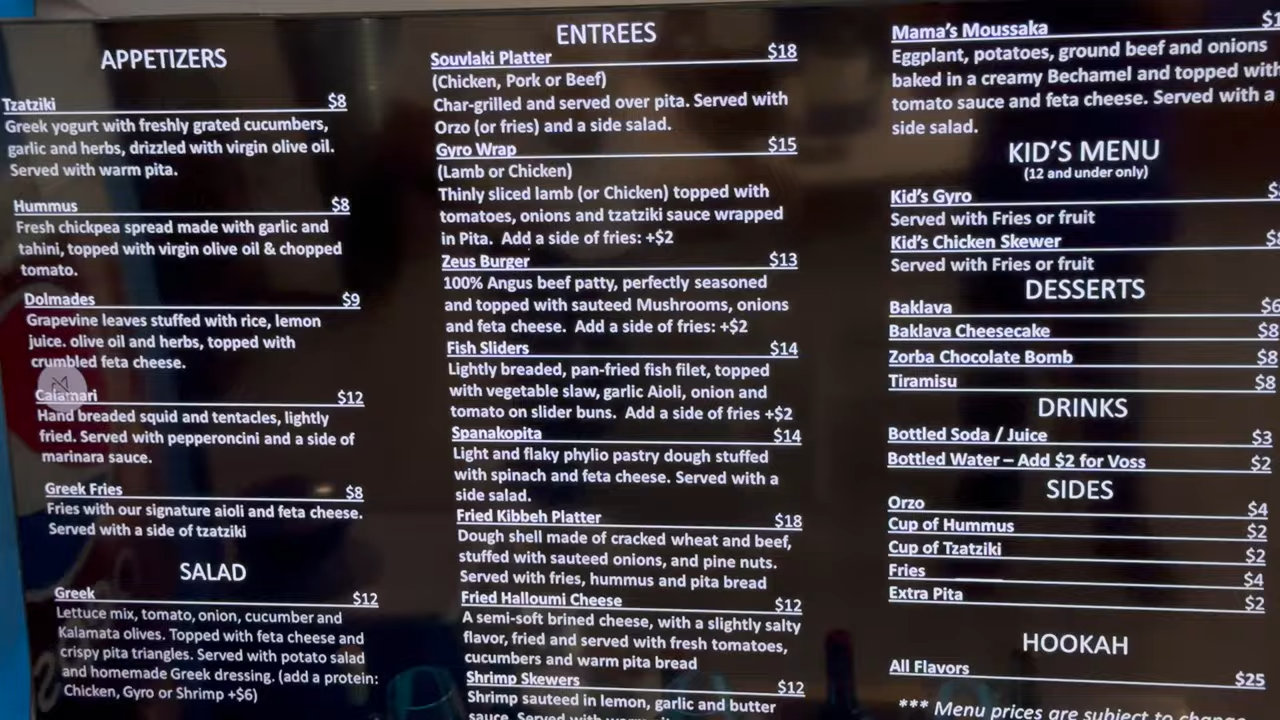 APPETIZERS
Tzatziki $8
Greek yogurt with freshly grated cucumbers,
garlic and herbs, drizzled with virgin olive oil.
Served with warm pita.
Hummus $8
Fresh chickpea spread made with garlic and
tahini, topped with virgin olive oil & chopped
tomato.
Dolmades $9
Grapevine leaves stuffed with rice, lemon
juice. olive oil and herbs, topped with
crumbled feta cheese.
Calamari $12
Hand breaded squid and tentacles, lightly
fried. Served with pepperoncini and a side of
marinara sauce.
Greek Fries $8
Fries with our signature aioli and feta cheese.
Served with a side of tzatziki
SALAD
Greek $12
Lettuce mix, tomato, onion, cucumber and
Kalamata olives. Topped with feta cheese and
crispy pita triangles. Served with potato salad
and homemade Greek dressing. (add a protein:
Chicken, Gyro or Shrimp +$6)
ENTREES
Souvlaki Platter $18
(Chicken, Pork or Beef)
Char-grilled and served over pita. Served with
Orzo (or fries) and a side salad.
Gyro Wrap $15
(Lamb or Chicken)
Thinly sliced lamb (or Chicken) topped with
tomatoes, onions and tzatziki sauce wrapped
in Pita. Add a side of fries: +$2
Zeus Burger $13
100% Angus beef patty, perfectly seasoned
and topped with sauteed Mushrooms, onions
and feta cheese. Add a side of fries: +$2
Fish Sliders $14
Lightly breaded, pan-fried fish filet, topped
with vegetable slaw, garlic Aioli, onion and
tomato on slider buns. Add a side of fries +$2
Spanakopita $14
Light and flaky phylio pastry dough stuffed
with spinach and feta cheese. Served with a
side salad.
Fried Kibbeh Platter $18
Dough shell made of cracked wheat and beef,
stuffed with sauteed onions, and pine nuts.
Served with fries, hummus and pita bread
Fried Halloumi Cheese $12
A semi-soft brined cheese, with a slightly salty
flavor, fried and served with fresh tomatoes,
cucumbers and warm pita bread
Shrimp Skewers $12
Shrimp sauteed in lemon, garlic and butter
sauce. Served with
Mama's Moussaka
Eggplant, potatoes, ground beef and onions
baked in a creamy Bechamel and topped with
tomato sauce and feta cheese. Served with a
side salad.
KID'S MENU
(12 and under only)
Kid's Gyro
Served with Fries or fruit
Kid's Chicken Skewer
Served with Fries or fruit
DESSERTS
Baklava $6
Baklava Cheesecake $8
Zorba Chocolate Bomb $8
Tiramisu $8
DRINKS
Bottled Soda / Juice $3
Bottled Water – Add $2 for Voss $2
SIDES
Orzo $4
Cup of Hummus $2
Cup of Tzatziki $2
Fries $4
Extra Pita $2
HOOKAH
All Flavors $25
*** Menu prices are subject to change